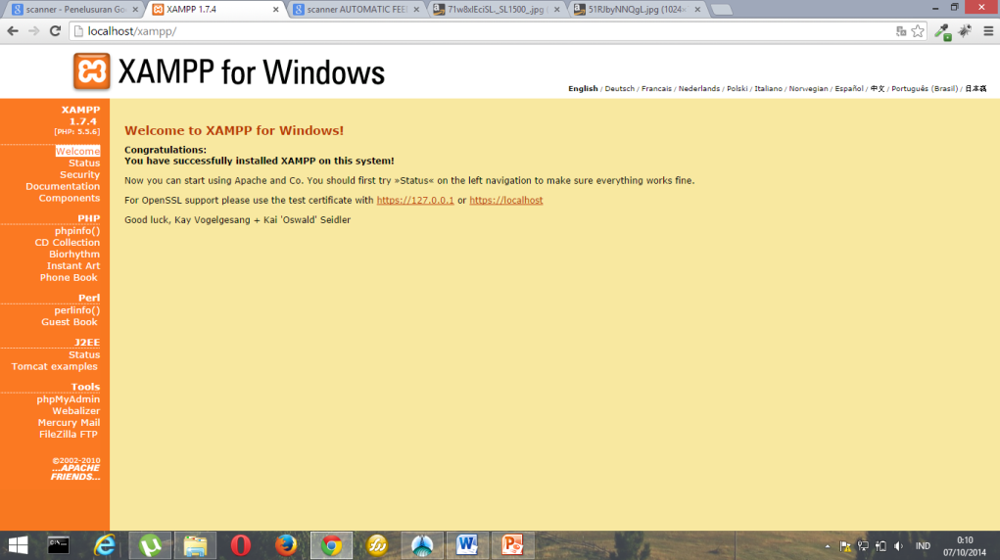 scanner - Penelusuran Goo
XAMPP 1.7.4
scanner AUTOMATIC FEE
71w8xlEciSL._SL1500_.jpg (
51RJbyNNQgL.jpg (1024×
localhost/xampp/
XAMPP for Windows
English / Deutsch / Francais / Nederlands / Polski / Italiano / Norwegian / Español / 中文 / Português (Brasil) / 日本語
XAMPP
1.7.4
[PHP: 5.5.6]
Welcome
Status
Security
Documentation
Components
PHP
phpinfo()
CD Collection
Biorhythm
Instant Art
Phone Book
Perl
perlinfo()
Guest Book
J2EE
Status
Tomcat examples
Tools
phpMyAdmin
Webalizer
Mercury Mail
FileZilla FTP
©2002-2010
...APACHE
FRIENDS...
Welcome to XAMPP for Windows!
Congratulations:
You have successfully installed XAMPP on this system!
Now you can start using Apache and Co. You should first try »Status« on the left navigation to make sure everything works fine.
For OpenSSL support please use the test certificate with https://127.0.0.1 or https://localhost
Good luck, Kay Vogelgesang + Kai 'Oswald' Seidler
IND
0:10
07/10/2014